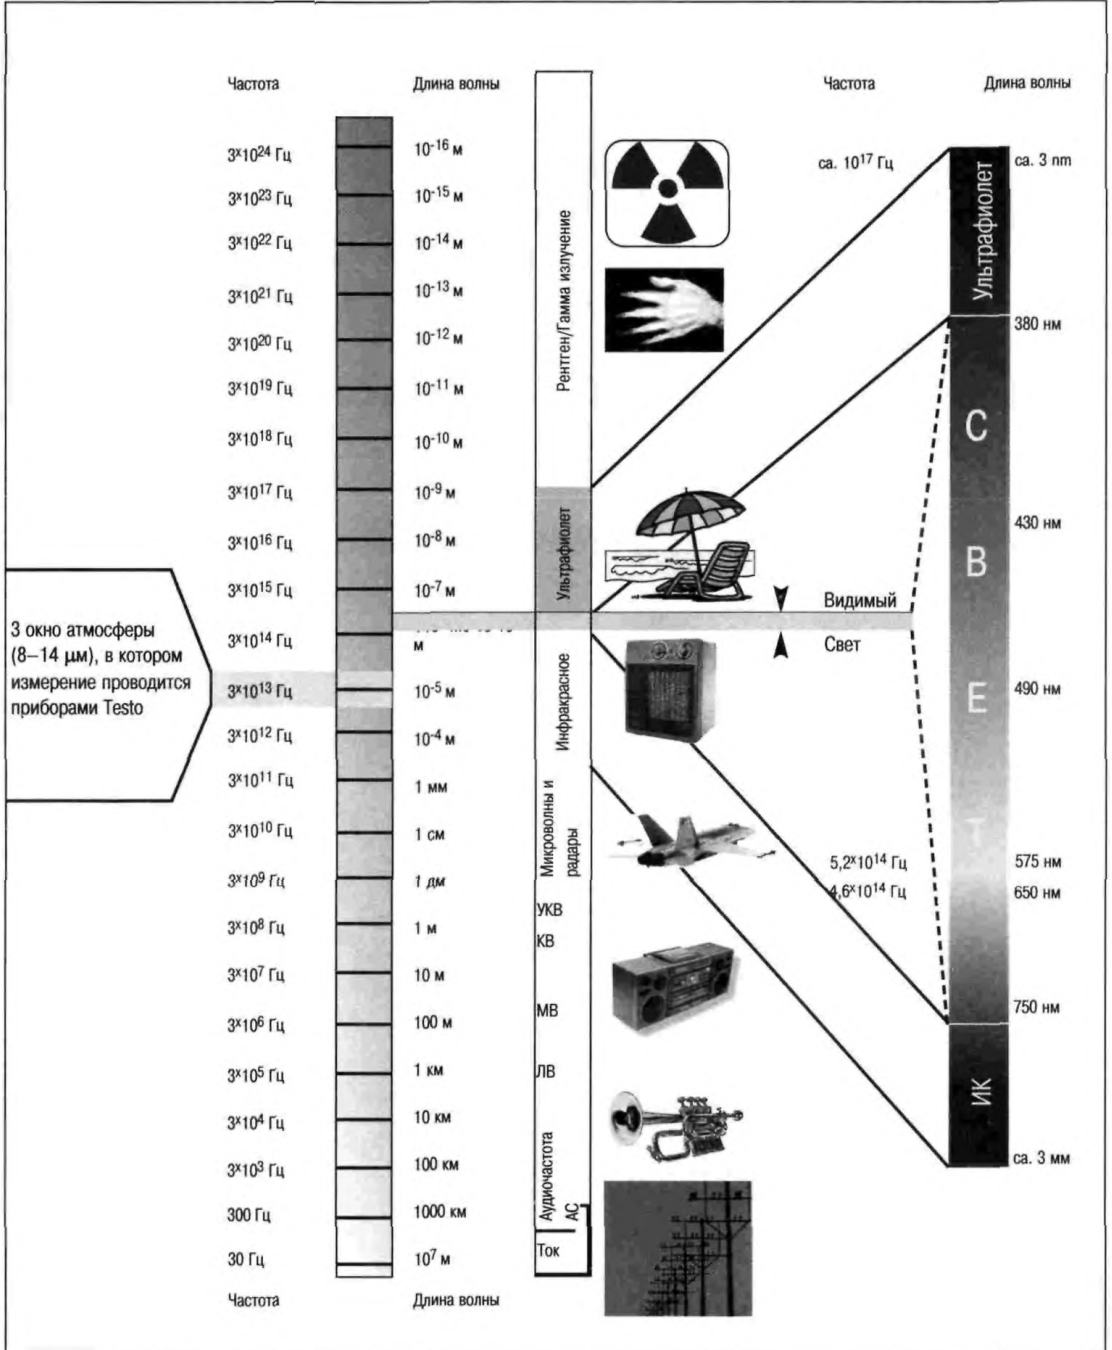 Частота
Длина волны
Частота
Длина волны
3x10²⁴ Гц
10⁻¹⁶ м
3x10²³ Гц
10⁻¹⁵ м
3x10²² Гц
10⁻¹⁴ м
3x10²¹ Гц
10⁻¹³ м
3x10²⁰ Гц
10⁻¹² м
3x10¹⁹ Гц
10⁻¹¹ м
3x10¹⁸ Гц
10⁻¹⁰ м
3x10¹⁷ Гц
10⁻⁹ м
3x10¹⁶ Гц
10⁻⁸ м
3x10¹⁵ Гц
10⁻⁷ м
3x10¹⁴ Гц
м
3x10¹³ Гц
10⁻⁵ м
3x10¹² Гц
10⁻⁴ м
3x10¹¹ Гц
1 мм
3x10¹⁰ Гц
1 см
3x10⁹ Гц
1 дм
3x10⁸ Гц
1 м
3x10⁷ Гц
10 м
3x10⁶ Гц
100 м
3x10⁵ Гц
1 км
3x10⁴ Гц
10 км
3x10³ Гц
100 км
300 Гц
1000 км
30 Гц
10⁷ м
Частота
Длина волны
3 окно атмосферы
(8–14 µм), в котором
измерение проводится
приборами Testo
Рентген/Гамма излучение
Ультрафиолет
Инфракрасное
Микроволны и
радары
УКВ
КВ
МВ
ЛВ
Аудиочастота
АС
Ток
Видимый
Свет
са. 10¹⁷ Гц
са. 3 nm
Ультрафиолет
380 нм
С
430 нм
В
490 нм
Е
Т
5,2x10¹⁴ Гц
575 нм
4,6x10¹⁴ Гц
650 нм
750 нм
ИК
са. 3 мм